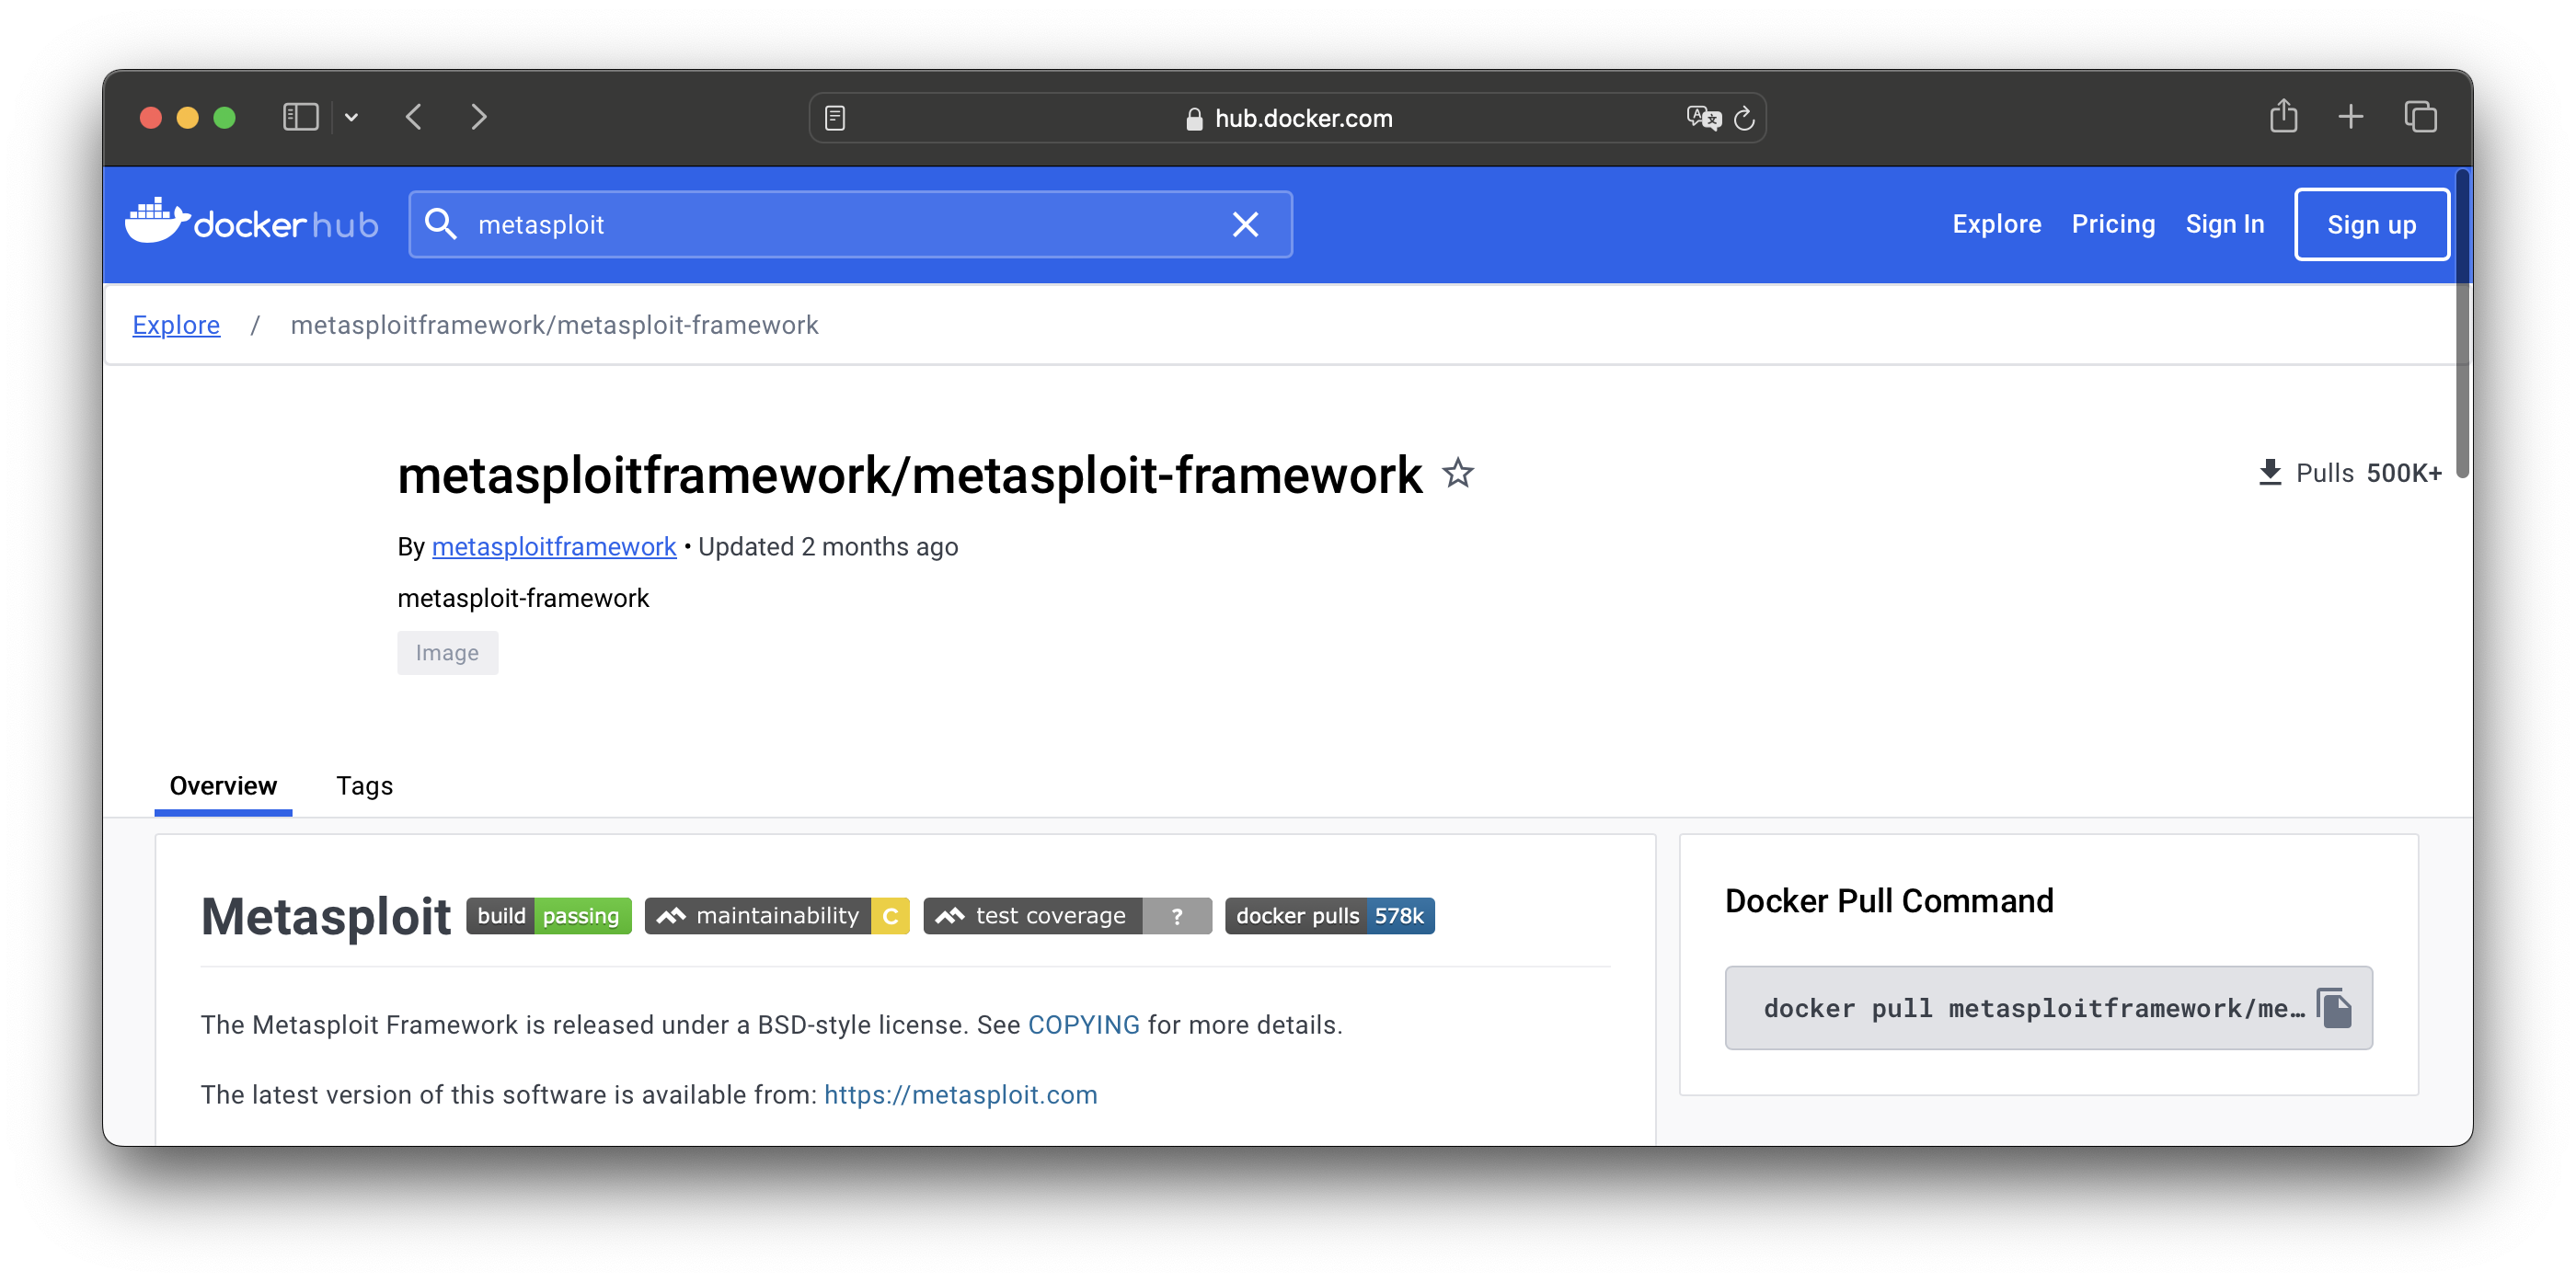 hub.docker.com
docker hub
metasploit
Explore
Pricing
Sign In
Sign up
Explore / metasploitframework/metasploit-framework
metasploitframework/metasploit-framework
Pulls 500K+
By metasploitframework • Updated 2 months ago
metasploit-framework
Image
Overview
Tags
Metasploit build passing maintainability C test coverage ? docker pulls 578k
The Metasploit Framework is released under a BSD-style license. See COPYING for more details.
The latest version of this software is available from: https://metasploit.com
Docker Pull Command
docker pull metasploitframework/me…